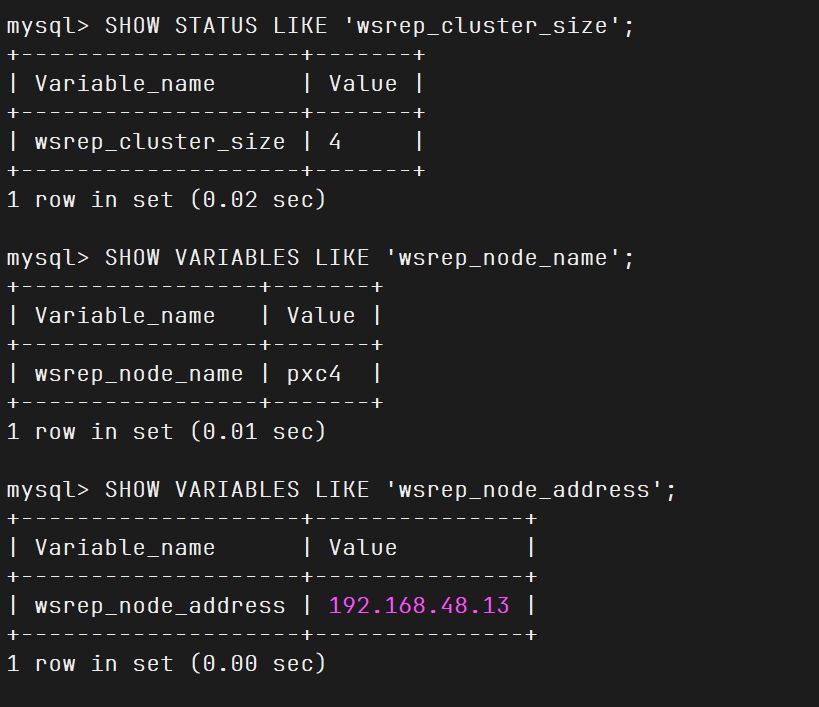 mysql> SHOW STATUS LIKE 'wsrep_cluster_size';
+--------------------+-------+
| Variable_name      | Value |
+--------------------+-------+
| wsrep_cluster_size | 4     |
+--------------------+-------+
1 row in set (0.02 sec)

mysql> SHOW VARIABLES LIKE 'wsrep_node_name';
+-----------------+-------+
| Variable_name   | Value |
+-----------------+-------+
| wsrep_node_name | pxc4  |
+-----------------+-------+
1 row in set (0.01 sec)

mysql> SHOW VARIABLES LIKE 'wsrep_node_address';
+--------------------+---------------+
| Variable_name      | Value         |
+--------------------+---------------+
| wsrep_node_address | 192.168.48.13 |
+--------------------+---------------+
1 row in set (0.00 sec)